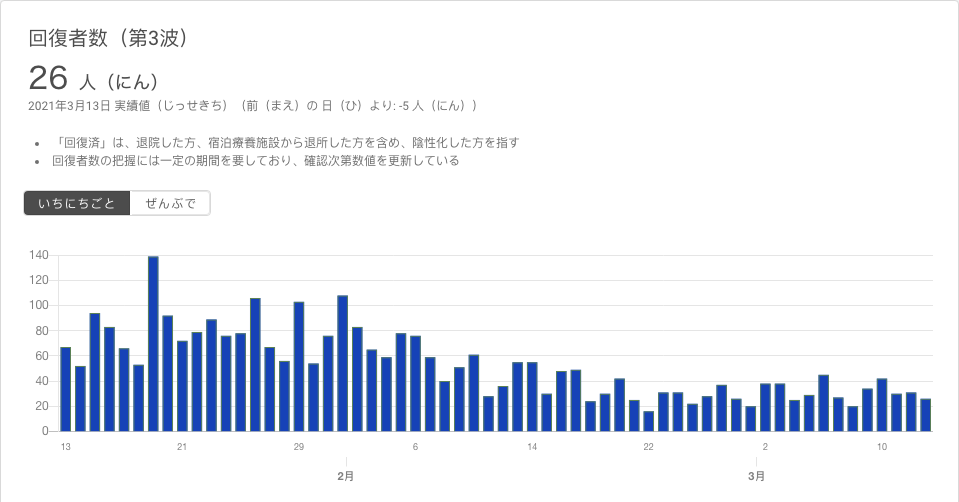 回復者数（第3波）
26 人（にん）
2021年3月13日 実績値（じっせきち）（前（まえ）の 日（ひ）より: -5 人（にん））
• 「回復済」は、退院した方、宿泊療養施設から退所した方を含め、陰性化した方を指す
• 回復者数の把握には一定の期間を要しており、確認次第数値を更新している
いちにちごと ぜんぶで
140
120
100
80
60
40
20
0
13 21 29 6 14 22 2 10
2月 3月